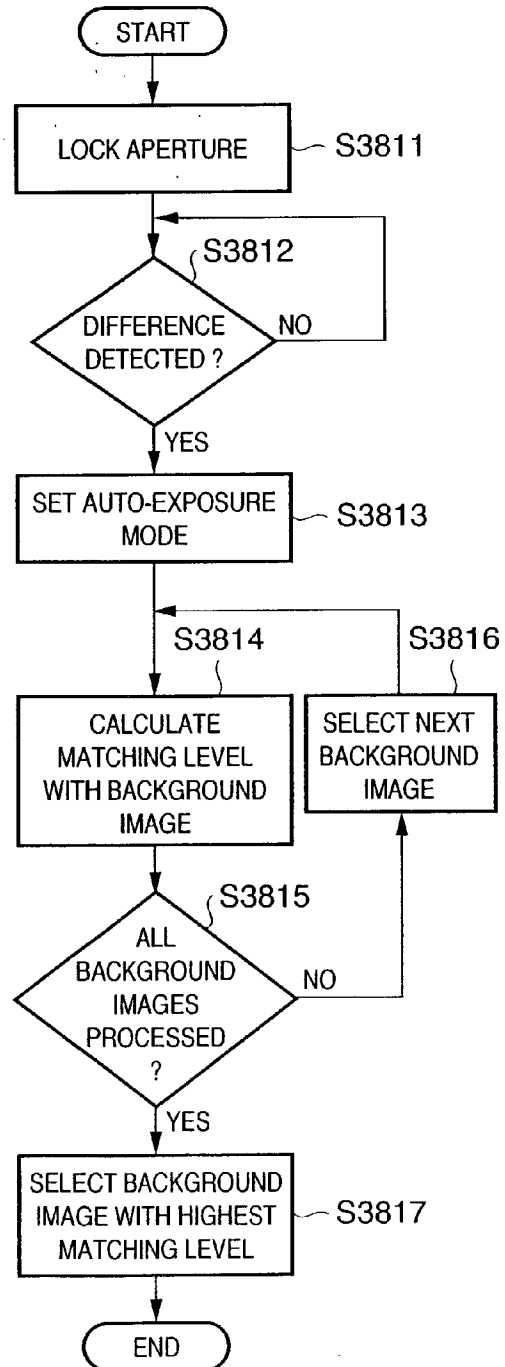 START
LOCK APERTURE
S3811
S3812
DIFFERENCE
DETECTED ?
NO
YES
SET AUTO-EXPOSURE
MODE
S3813
S3814
S3816
CALCULATE
MATCHING LEVEL
WITH BACKGROUND
IMAGE
SELECT NEXT
BACKGROUND
IMAGE
S3815
ALL
BACKGROUND
IMAGES
PROCESSED
?
NO
YES
SELECT BACKGROUND
IMAGE WITH HIGHEST
MATCHING LEVEL
S3817
END